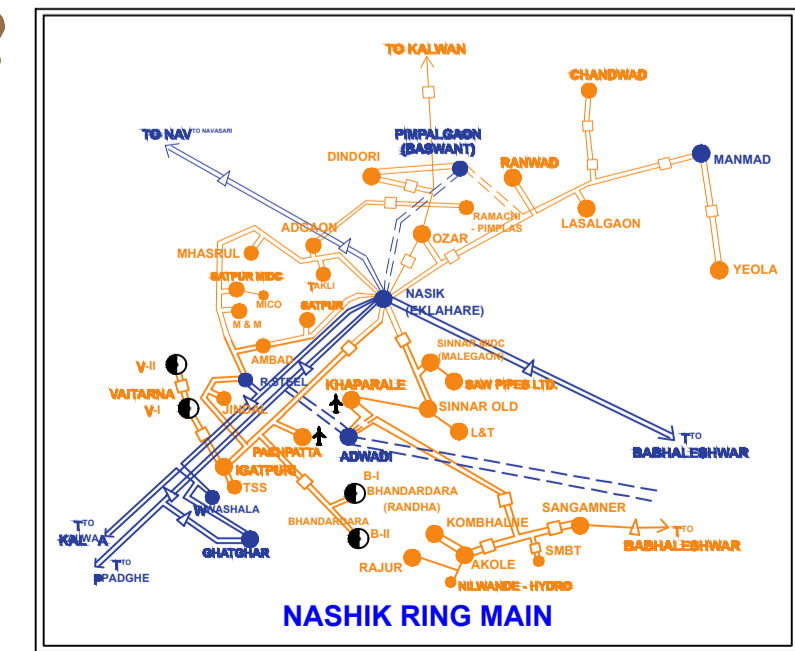 TO KALWAN
CHANDWAD
TO NAV
TO NAVASARI
PIMPALGAON
(BASWANT)
DINDORI
RANWAD
MANMAD
RAMACHI
- PIMPLAS
LASALGAON
ADGAON
OZAR
MHASRUL
YEOLA
SATPUR MIDC
TAKLI
MICO
SATPUR
NASIK
(EKLAHARE)
M & M
SINNAR MIDC
(MALEGAON)
AMBAD
V-II
R.STEEL
KHAPARALE
SAW PIPES LTD.
VAITARNA
V-I
JINDAL
SINNAR OLD
L&T
PACHPATTA
ADWADI
TO
BABHALESHWAR
IGATPURI
TSS
B-I
BHANDARDARA
(RANDHA)
WASHALA
BHANDARDARA
B-II
KOMBHALNE
SANGAMNER
TO
KALWA
GHATGHAR
TO
BABHALESHWAR
SMBT
AKOLE
RAJUR
TO
PADGHE
NILWANDE - HYDRO
NASHIK RING MAIN